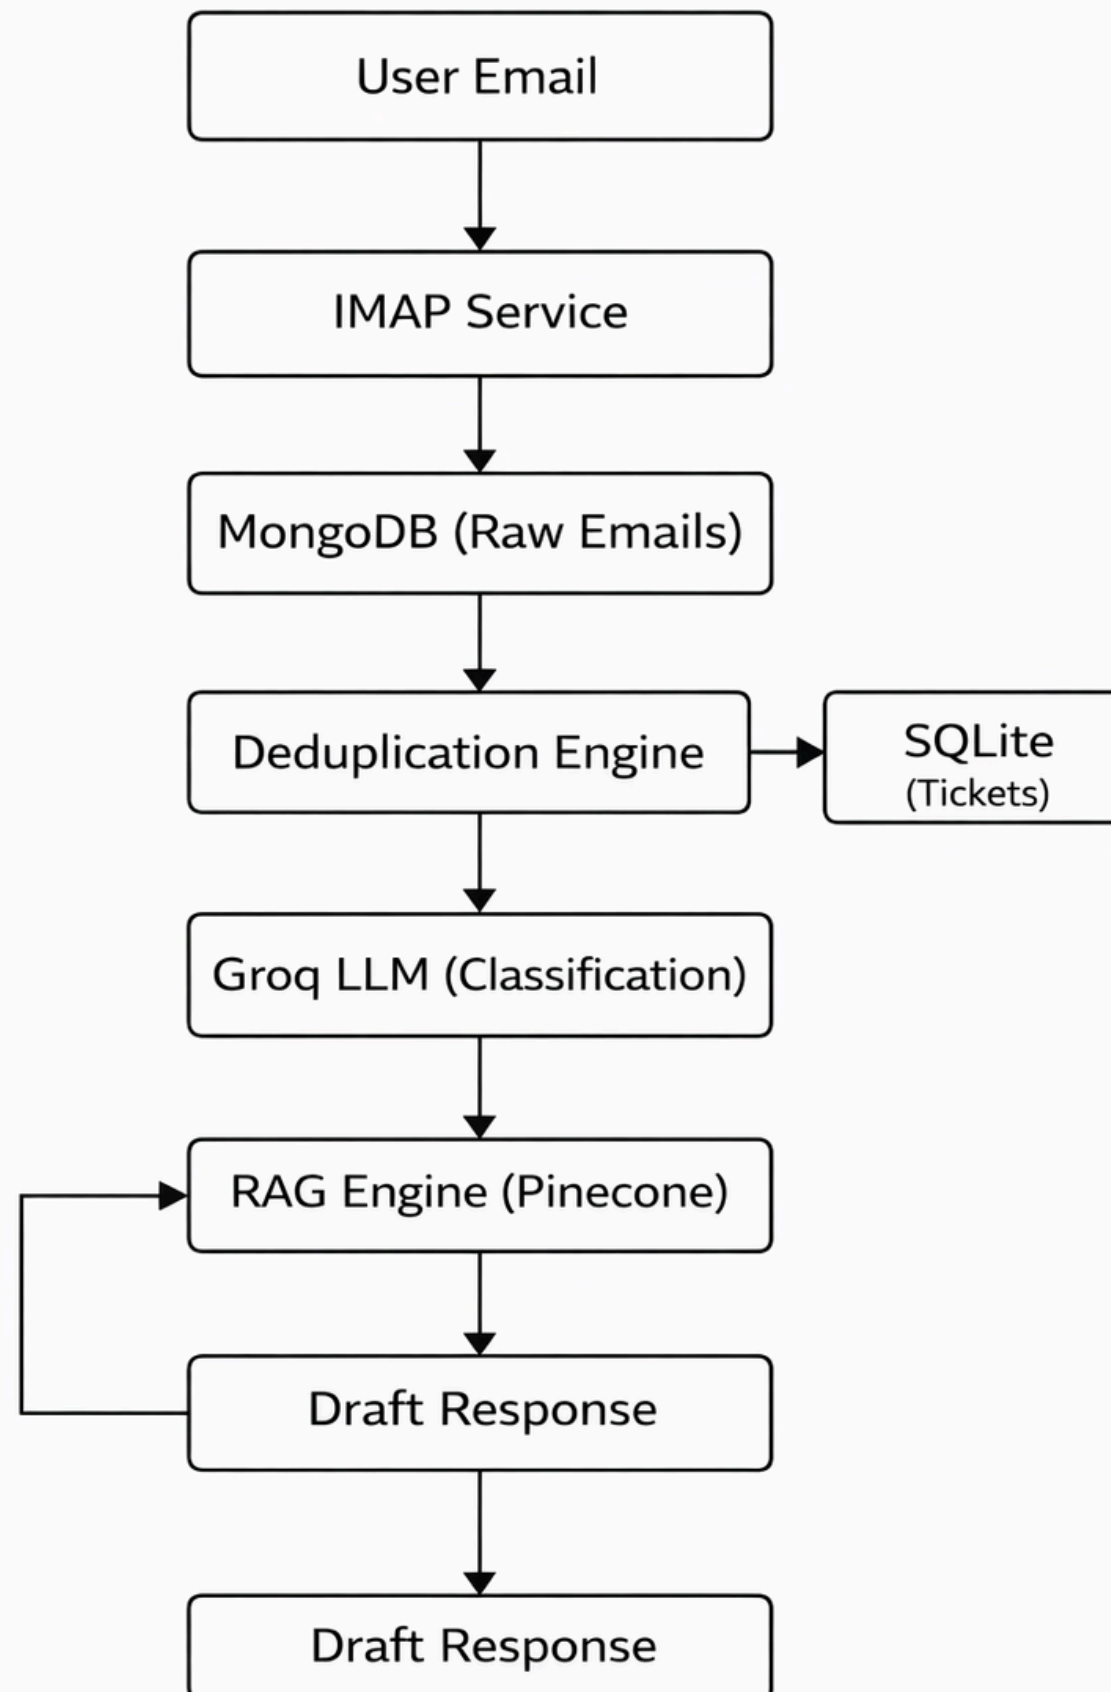 User Email
IMAP Service
MongoDB (Raw Emails)
Deduplication Engine
SQLite
(Tickets)
Groq LLM (Classification)
RAG Engine (Pinecone)
Draft Response
Draft Response